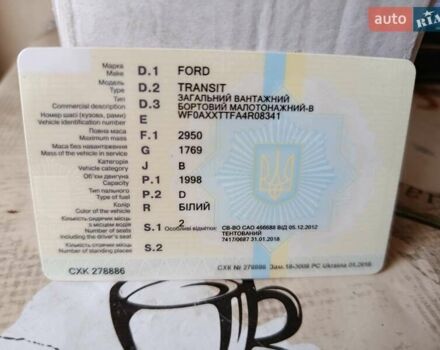 auto RIA
Марка D.1 FORD
Make
Модель D.2 TRANSIT
Type
Тип D.3 ЗАГАЛЬНИЙ ВАНТАЖНИЙ
Commercial description БОРТОВИЙ МАЛОТОНАЖНИЙ-В
Номер шасі (кузова, рами) E WF0AXXTTFA4R08341
Vehicle identification number
Повна маса F.1 2950
Maximum mass
Маса без навантаження G 1769
Mass of the vehicle in service
Категорія J B
Vehicle category
Об'єм двигуна P.1 1998
Capacity
Тип пального P.2 D
Type of fuel
Колір R БІЛИЙ
Color of the vehicle
Кількість сидячих місць S.1 2
з місцем водія Особливі відмітки: СВ-ВО САО 466688 ВІД 05.12.2012
Number of seats ТЕНТОВАНИЙ
including the driver's seat 7417/0687 31.01.2018
Кількість стоячих місць S.2
Number of standing places
СХК 278886
СХК № 278886